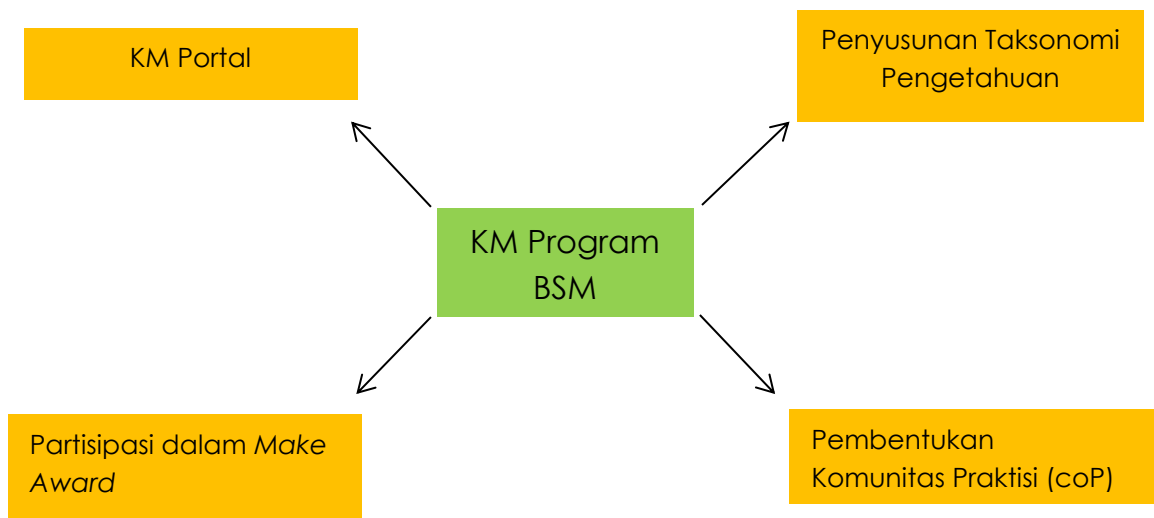 KM Portal
Penyusunan Taksonomi
Pengetahuan
KM Program
BSM
Partisipasi dalam Make
Award
Pembentukan
Komunitas Praktisi (coP)